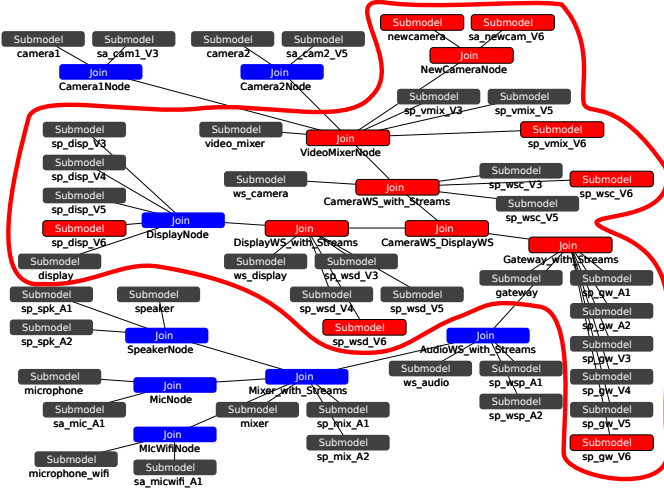 Submodel
newcamera
Submodel
sa_newcam_V6
Submodel
camera1
Submodel
sa_cam1_V3
Submodel
camera2
Submodel
sa_cam2_V5
Join
NewCameraNode
Join
Camera1Node
Join
Camera2Node
Submodel
sp_vmix_V3
Submodel
sp_vmix_V5
Submodel
sp_disp_V3
Submodel
video_mixer
Join
VideoMixerNode
Submodel
sp_vmix_V6
Submodel
sp_disp_V4
Submodel
ws_camera
Join
CameraWS_with_Streams
Submodel
sp_wsc_V3
Submodel
sp_wsc_V6
Submodel
sp_disp_V5
Submodel
sp_wsc_V5
Submodel
sp_disp_V6
Join
DisplayNode
Join
DisplayWS_with_Streams
Join
CameraWS_DisplayWS
Join
Gateway_with_Streams
Submodel
display
Submodel
ws_display
Submodel
sp_wsd_V3
Submodel
gateway
Submodel
sp_gw_A1
Submodel
sp_spk_A1
Submodel
speaker
Submodel
sp_wsd_V4
Submodel
sp_wsd_V5
Submodel
sp_gw_A2
Submodel
sp_spk_A2
Join
SpeakerNode
Submodel
sp_wsd_V6
Join
AudioWS_with_Streams
Submodel
sp_gw_V3
Submodel
microphone
Join
MicNode
Join
Mixer_with_Streams
Submodel
ws_audio
Submodel
sp_wsp_A1
Submodel
sp_gw_V4
Submodel
sa_mic_A1
Submodel
mixer
Submodel
sp_mix_A1
Submodel
sp_wsp_A2
Submodel
sp_gw_V5
Join
MIcWifiNode
Submodel
sp_mix_A2
Submodel
sp_gw_V6
Submodel
microphone_wifi
Submodel
sa_micwifi_A1